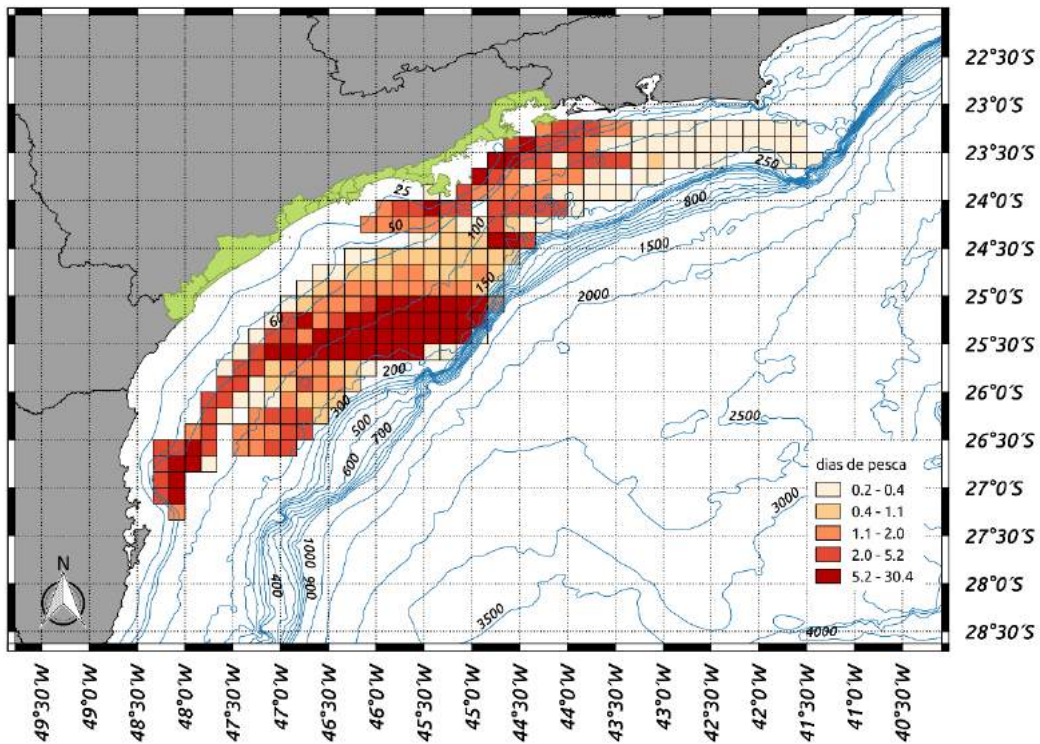 22°30′S
23°0′S
23°30′S
24°0′S
24°30′S
25°0′S
25°30′S
26°0′S
26°30′S
27°0′S
27°30′S
28°0′S
28°30′S
25
50
100
250
800
1500
2000
150
60
200
300
500
700
600
2500
3000
1000
900
400
3500
4000
dias de pesca
0.2 - 0.4
0.4 - 1.1
1.1 - 2.0
2.0 - 5.2
5.2 - 30.4
N
49°30′W
49°0′W
48°30′W
48°0′W
47°30′W
47°0′W
46°30′W
46°0′W
45°30′W
45°0′W
44°30′W
44°0′W
43°30′W
43°0′W
42°30′W
42°0′W
41°30′W
41°0′W
40°30′W